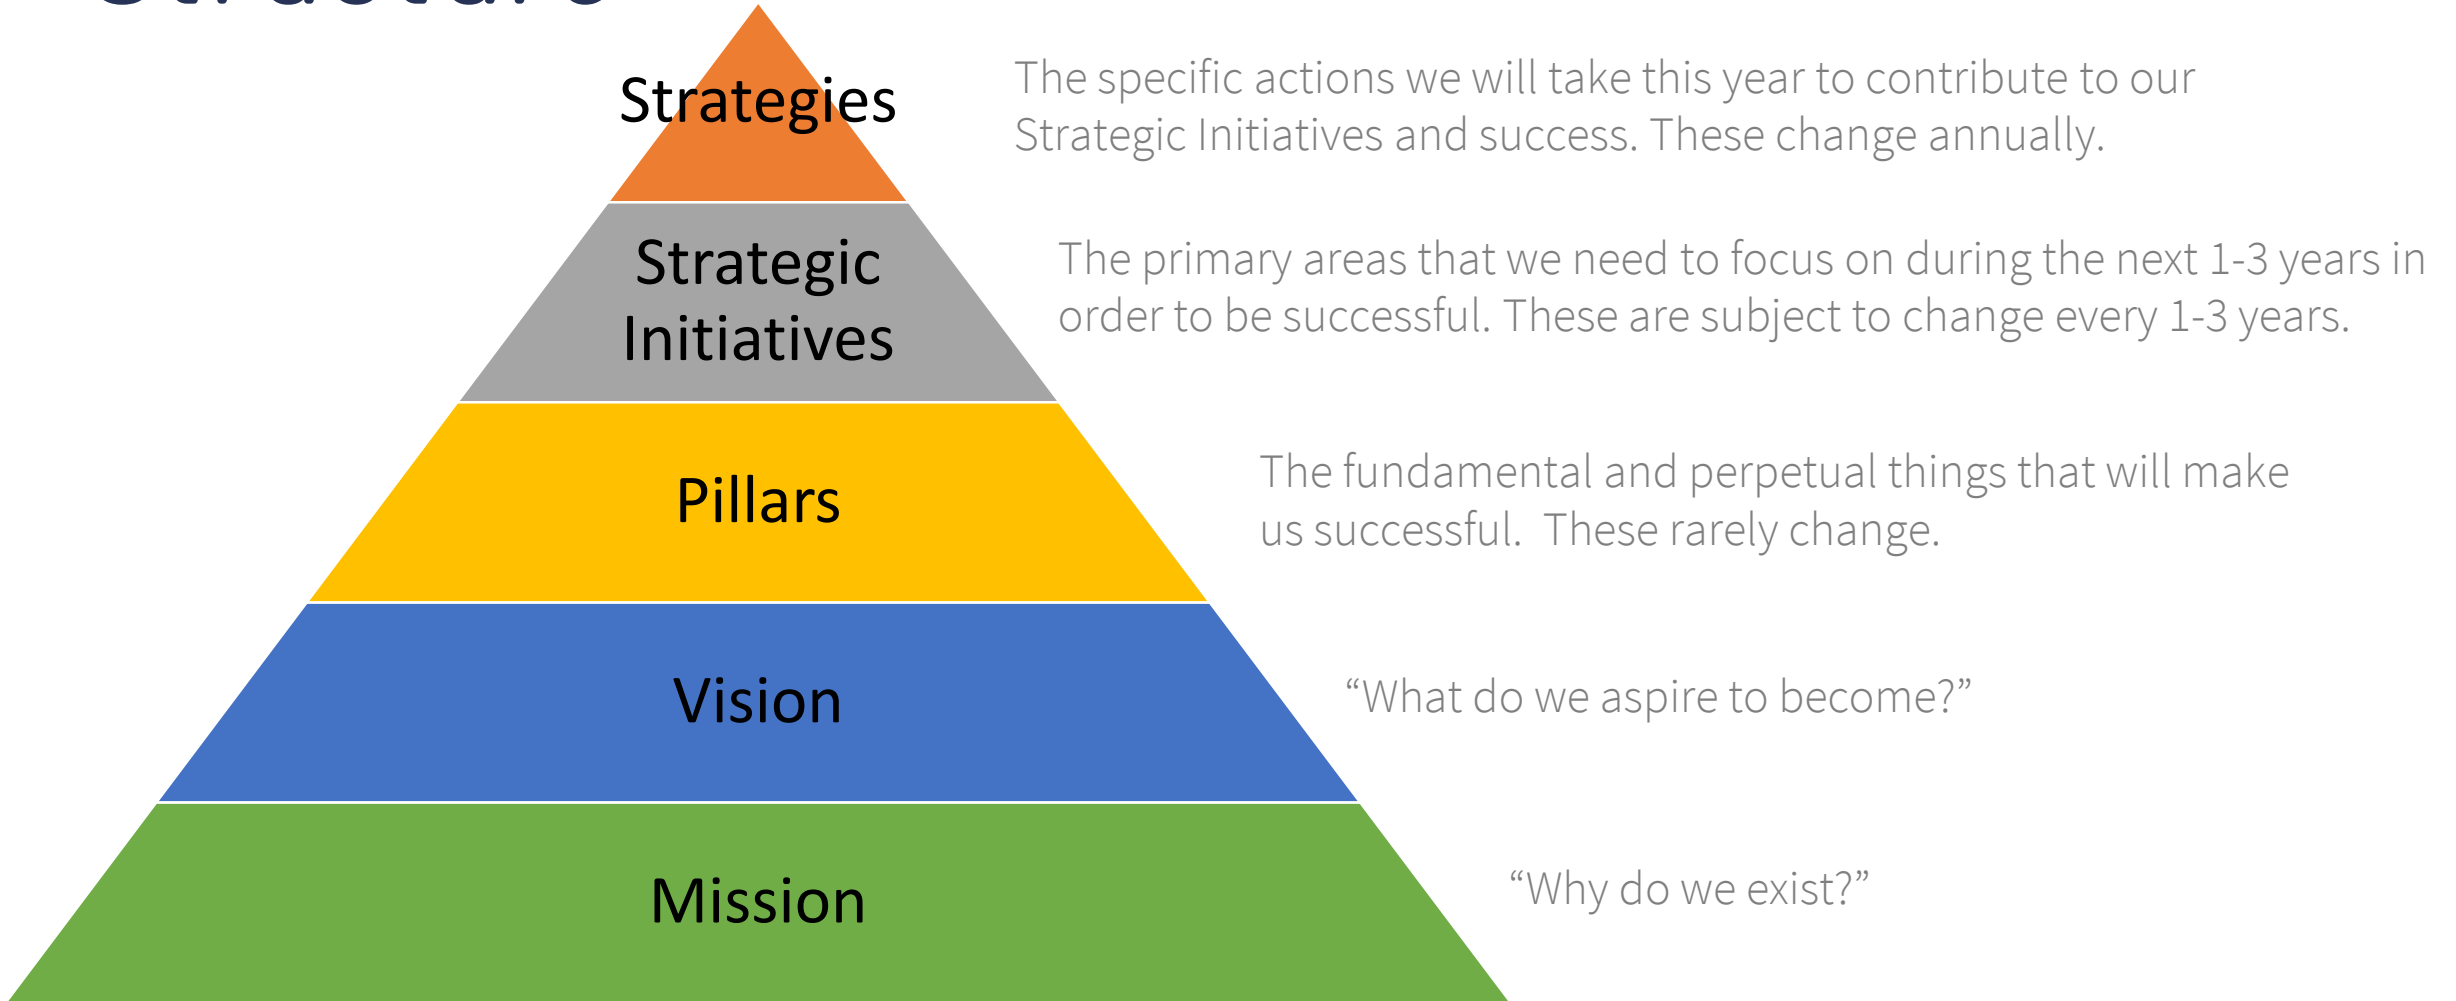 Strategies
The specific actions we will take this year to contribute to our
Strategic Initiatives and success. These change annually.
Strategic
Initiatives
The primary areas that we need to focus on during the next 1-3 years in
order to be successful. These are subject to change every 1-3 years.
Pillars
The fundamental and perpetual things that will make
us successful.  These rarely change.
Vision
“What do we aspire to become?”
Mission
“Why do we exist?”